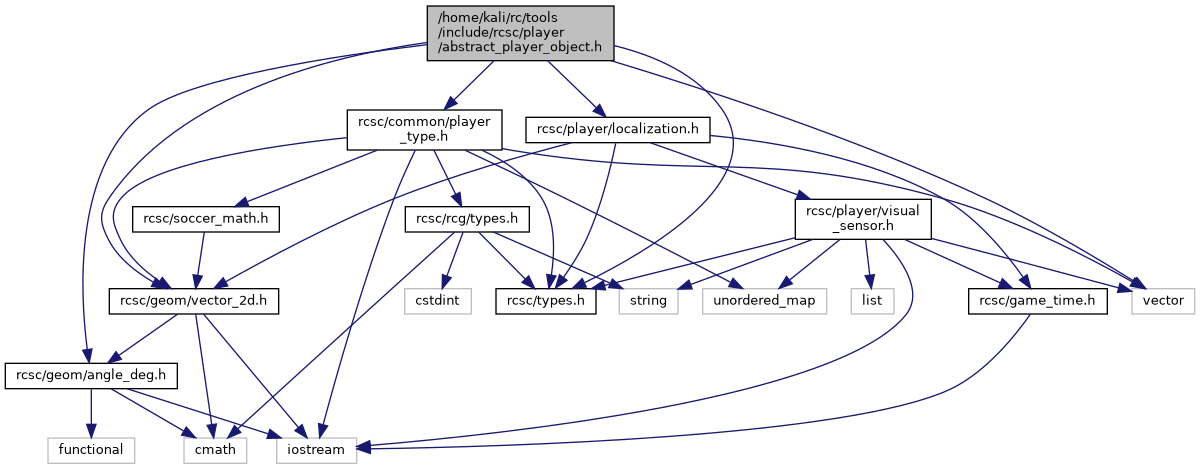 /home/kali/rc/tools
/include/rcsc/player
/abstract_player_object.h
rcsc/common/player
_type.h
rcsc/player/localization.h
rcsc/soccer_math.h
rcsc/rcg/types.h
rcsc/player/visual
_sensor.h
rcsc/geom/vector_2d.h
cstdint
rcsc/types.h
string
unordered_map
list
rcsc/game_time.h
vector
rcsc/geom/angle_deg.h
functional
cmath
iostream